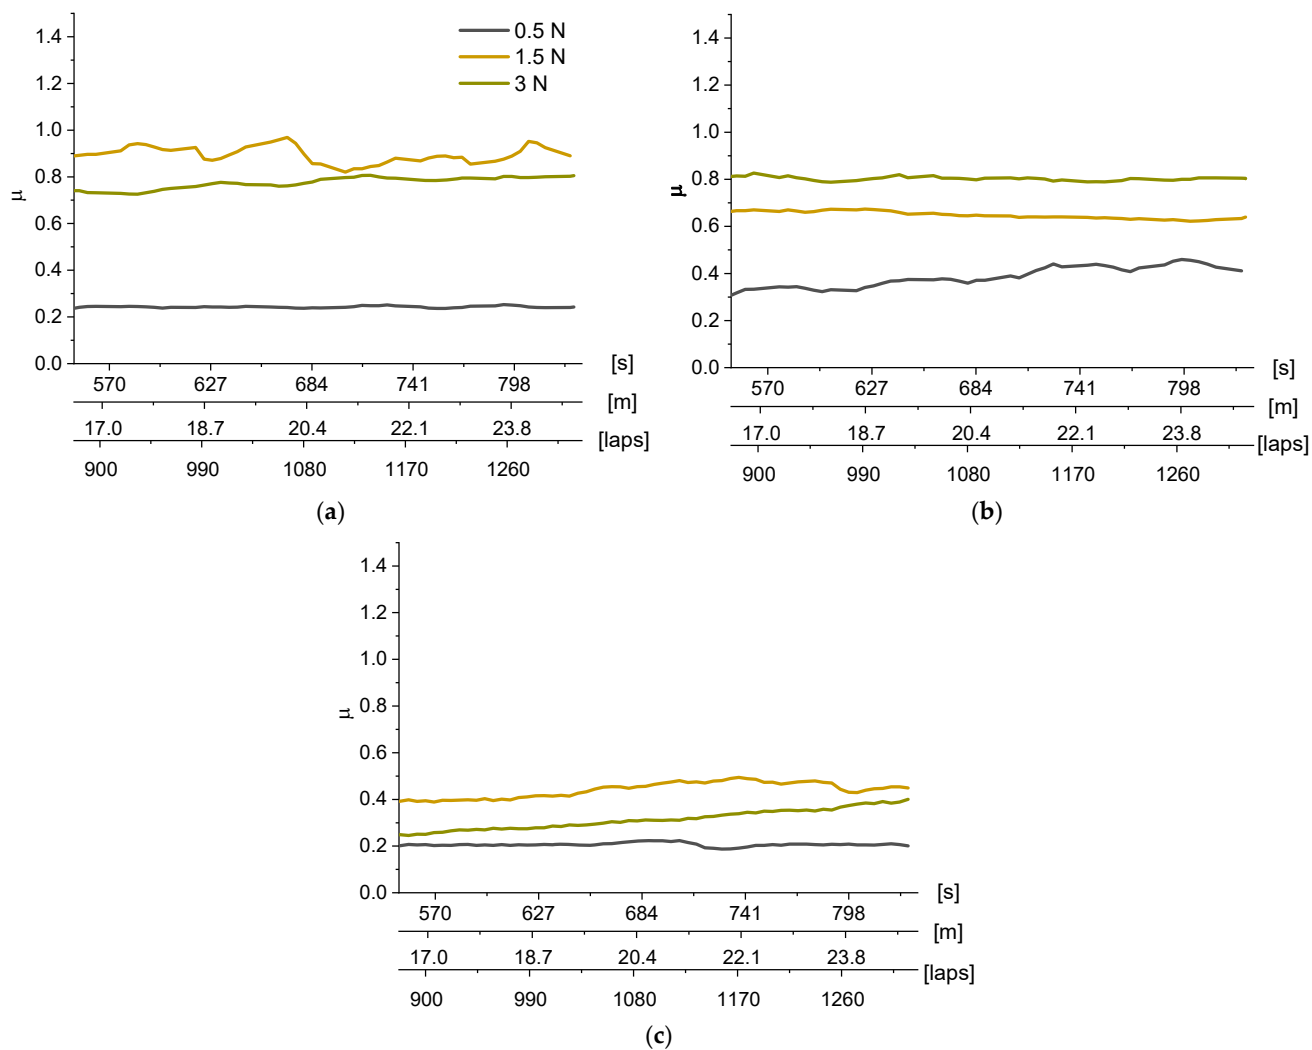 1.4
1.2
1.0
0.8
0.6
0.4
0.2
0.0
μ
0.5 N
1.5 N
3 N
570 627 684 741 798 [s]
17.0 18.7 20.4 22.1 23.8 [m]
900 990 1080 1170 1260 [laps]
(a)
1.4
1.2
1.0
0.8
0.6
0.4
0.2
0.0
μ
570 627 684 741 798 [s]
17.0 18.7 20.4 22.1 23.8 [m]
900 990 1080 1170 1260 [laps]
(b)
1.4
1.2
1.0
0.8
0.6
0.4
0.2
0.0
μ
570 627 684 741 798 [s]
17.0 18.7 20.4 22.1 23.8 [m]
900 990 1080 1170 1260 [laps]
(c)